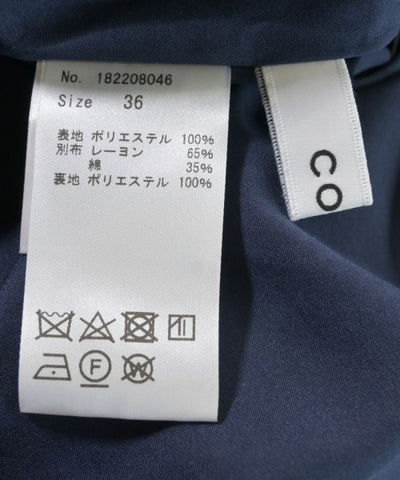 No. 182208046
Size 36
表地 ポリエステル 100%
別布 レーヨン 65%
綿 35%
裏地 ポリエステル 100%
F
W
CO